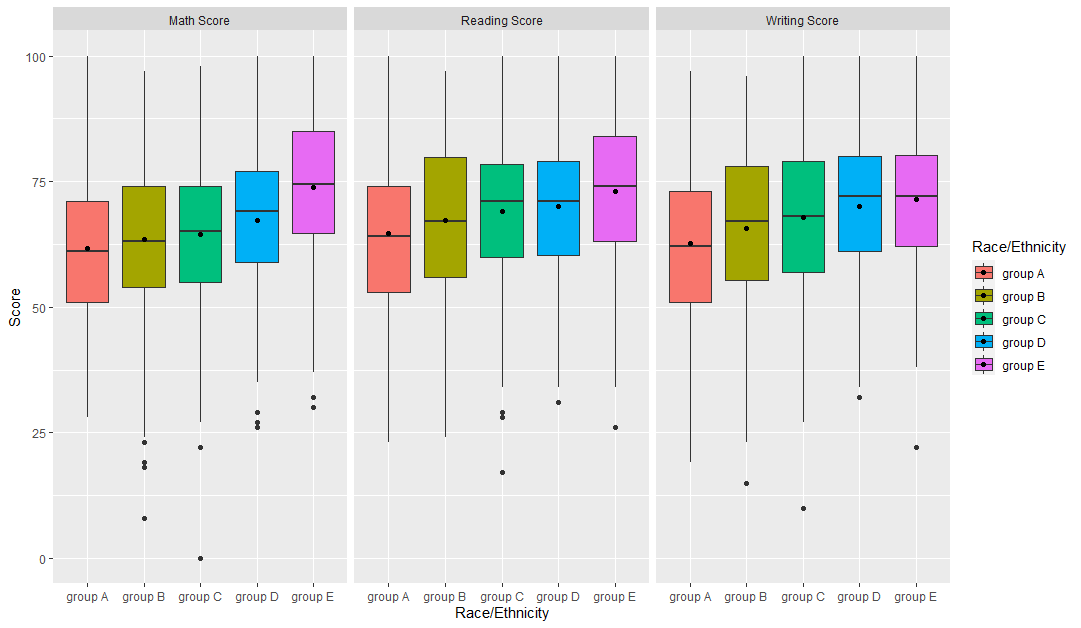 Math Score
Reading Score
Writing Score
100
75
50
25
0
Score
group A group B group C group D group E
group A group B group C group D group E
group A group B group C group D group E
Race/Ethnicity
Race/Ethnicity
group A
group B
group C
group D
group E